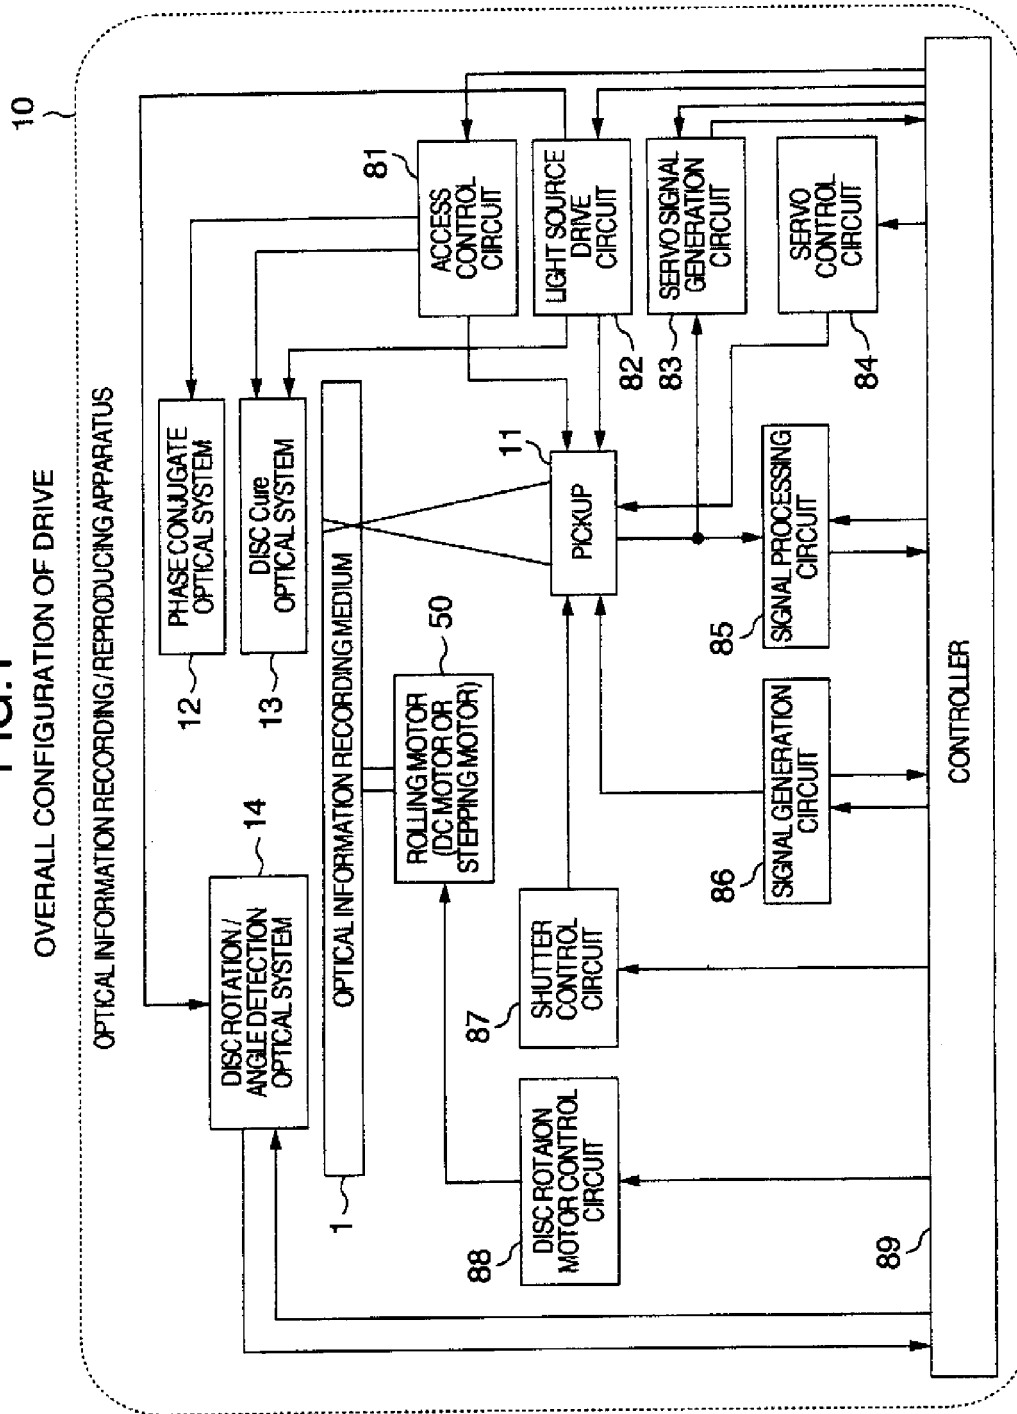 FIG.1
OVERALL CONFIGURATION OF DRIVE
10
OPTICAL INFORMATION RECORDING/REPRODUCING APPARATUS
14
DISC ROTATION/
ANGLE DETECTION
OPTICAL SYSTEM
12
PHASE CONJUGATE
OPTICAL SYSTEM
13
DISC Cure
OPTICAL SYSTEM
1
OPTICAL INFORMATION RECORDING MEDIUM
50
ROLLING MOTOR
(DC MOTOR OR
STEPPING MOTOR)
11
PICKUP
81
ACCESS
CONTROL
CIRCUIT
82
LIGHT SOURCE
DRIVE
CIRCUIT
83
SERVO SIGNAL
GENERATION
CIRCUIT
84
SERVO
CONTROL
CIRCUIT
88
DISC ROTAION
MOTOR CONTROL
CIRCUIT
87
SHUTTER
CONTROL
CIRCUIT
86
SIGNAL GENERATION
CIRCUIT
85
SIGNAL PROCESSING
CIRCUIT
89
CONTROLLER